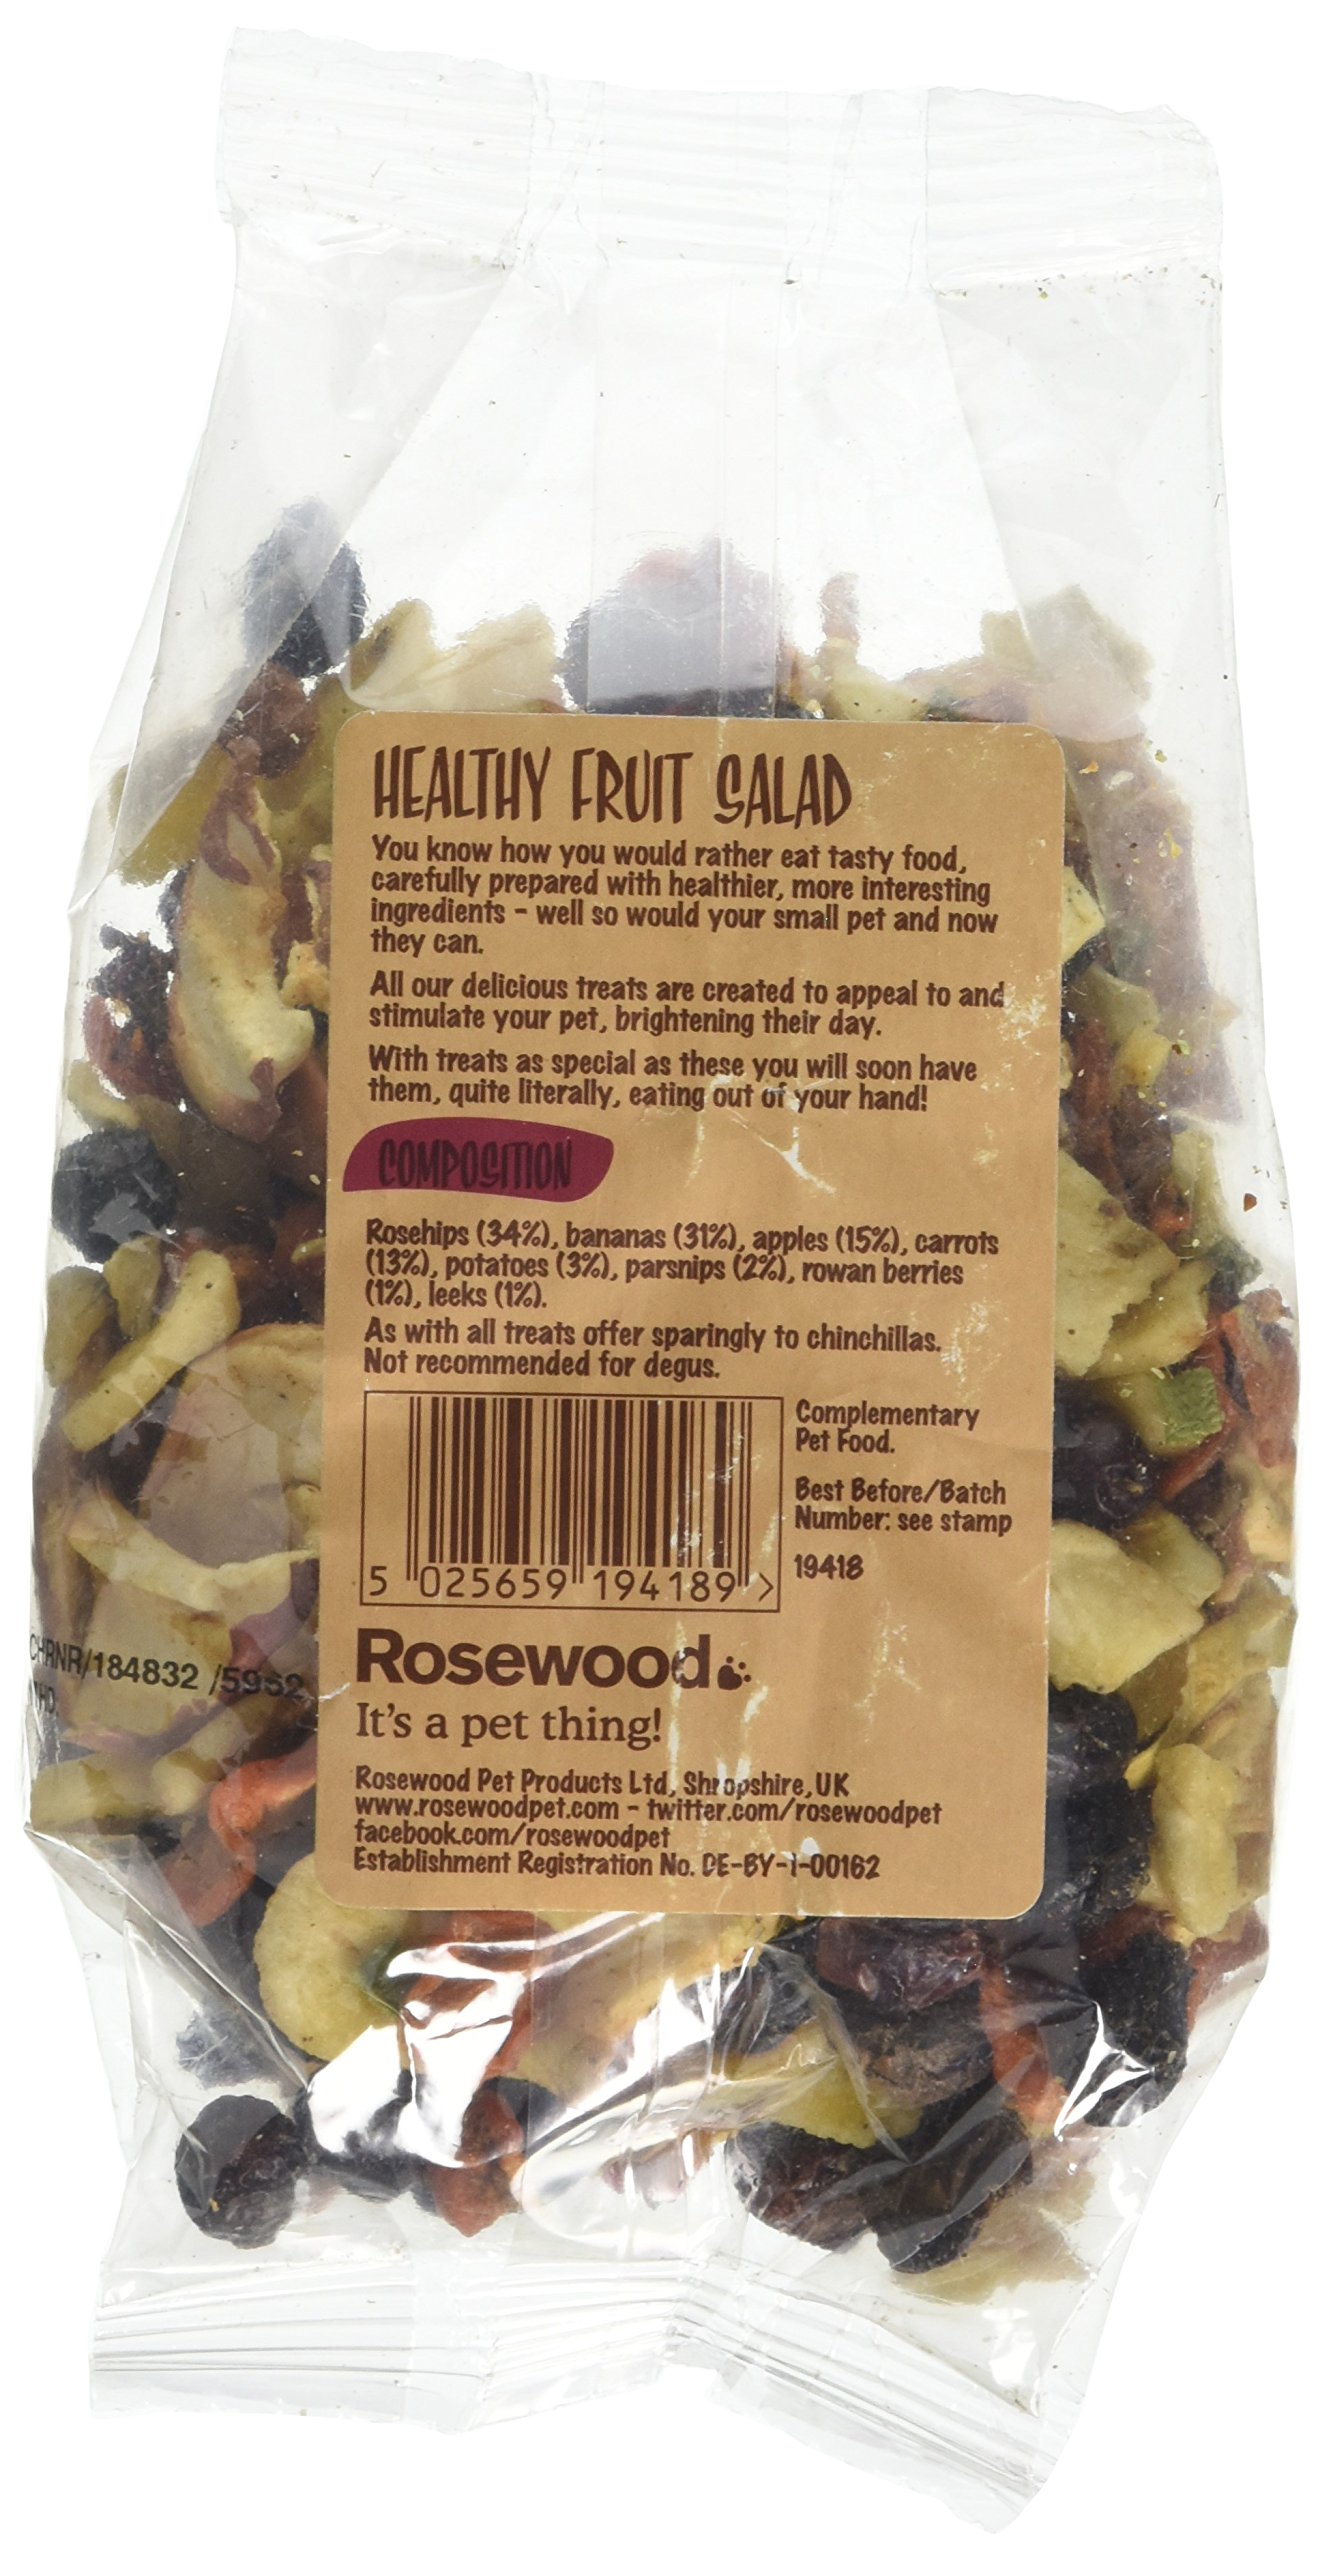 HEALTHY FRUIT SALAD
You know how you would rather eat tasty food,
carefully prepared with healthier, more interesting
ingredients - well so would your small pet and now
they can.
All our delicious treats are created to appeal to and
stimulate your pet, brightening their day.
With treats as special as these you will soon have
them, quite literally, eating out of your hand!
COMPOSITION
Rosehips (34%), bananas (31%), apples (15%), carrots
(13%), potatoes (3%), parsnips (2%), rowan berries
(1%), leeks (1%).
As with all treats offer sparingly to chinchillas.
Not recommended for degus.
Complementary
Pet Food.
Best Before/Batch
Number: see stamp
19418
5 025659 194189 >
CHRNR/184832 /5952
Rosewood
It's a pet thing!
Rosewood Pet Products Ltd, Shropshire, UK
www.rosewoodpet.com - twitter.com/rosewoodpet
facebook.com/rosewoodpet
Establishment Registration No. DE-BY-1-00162